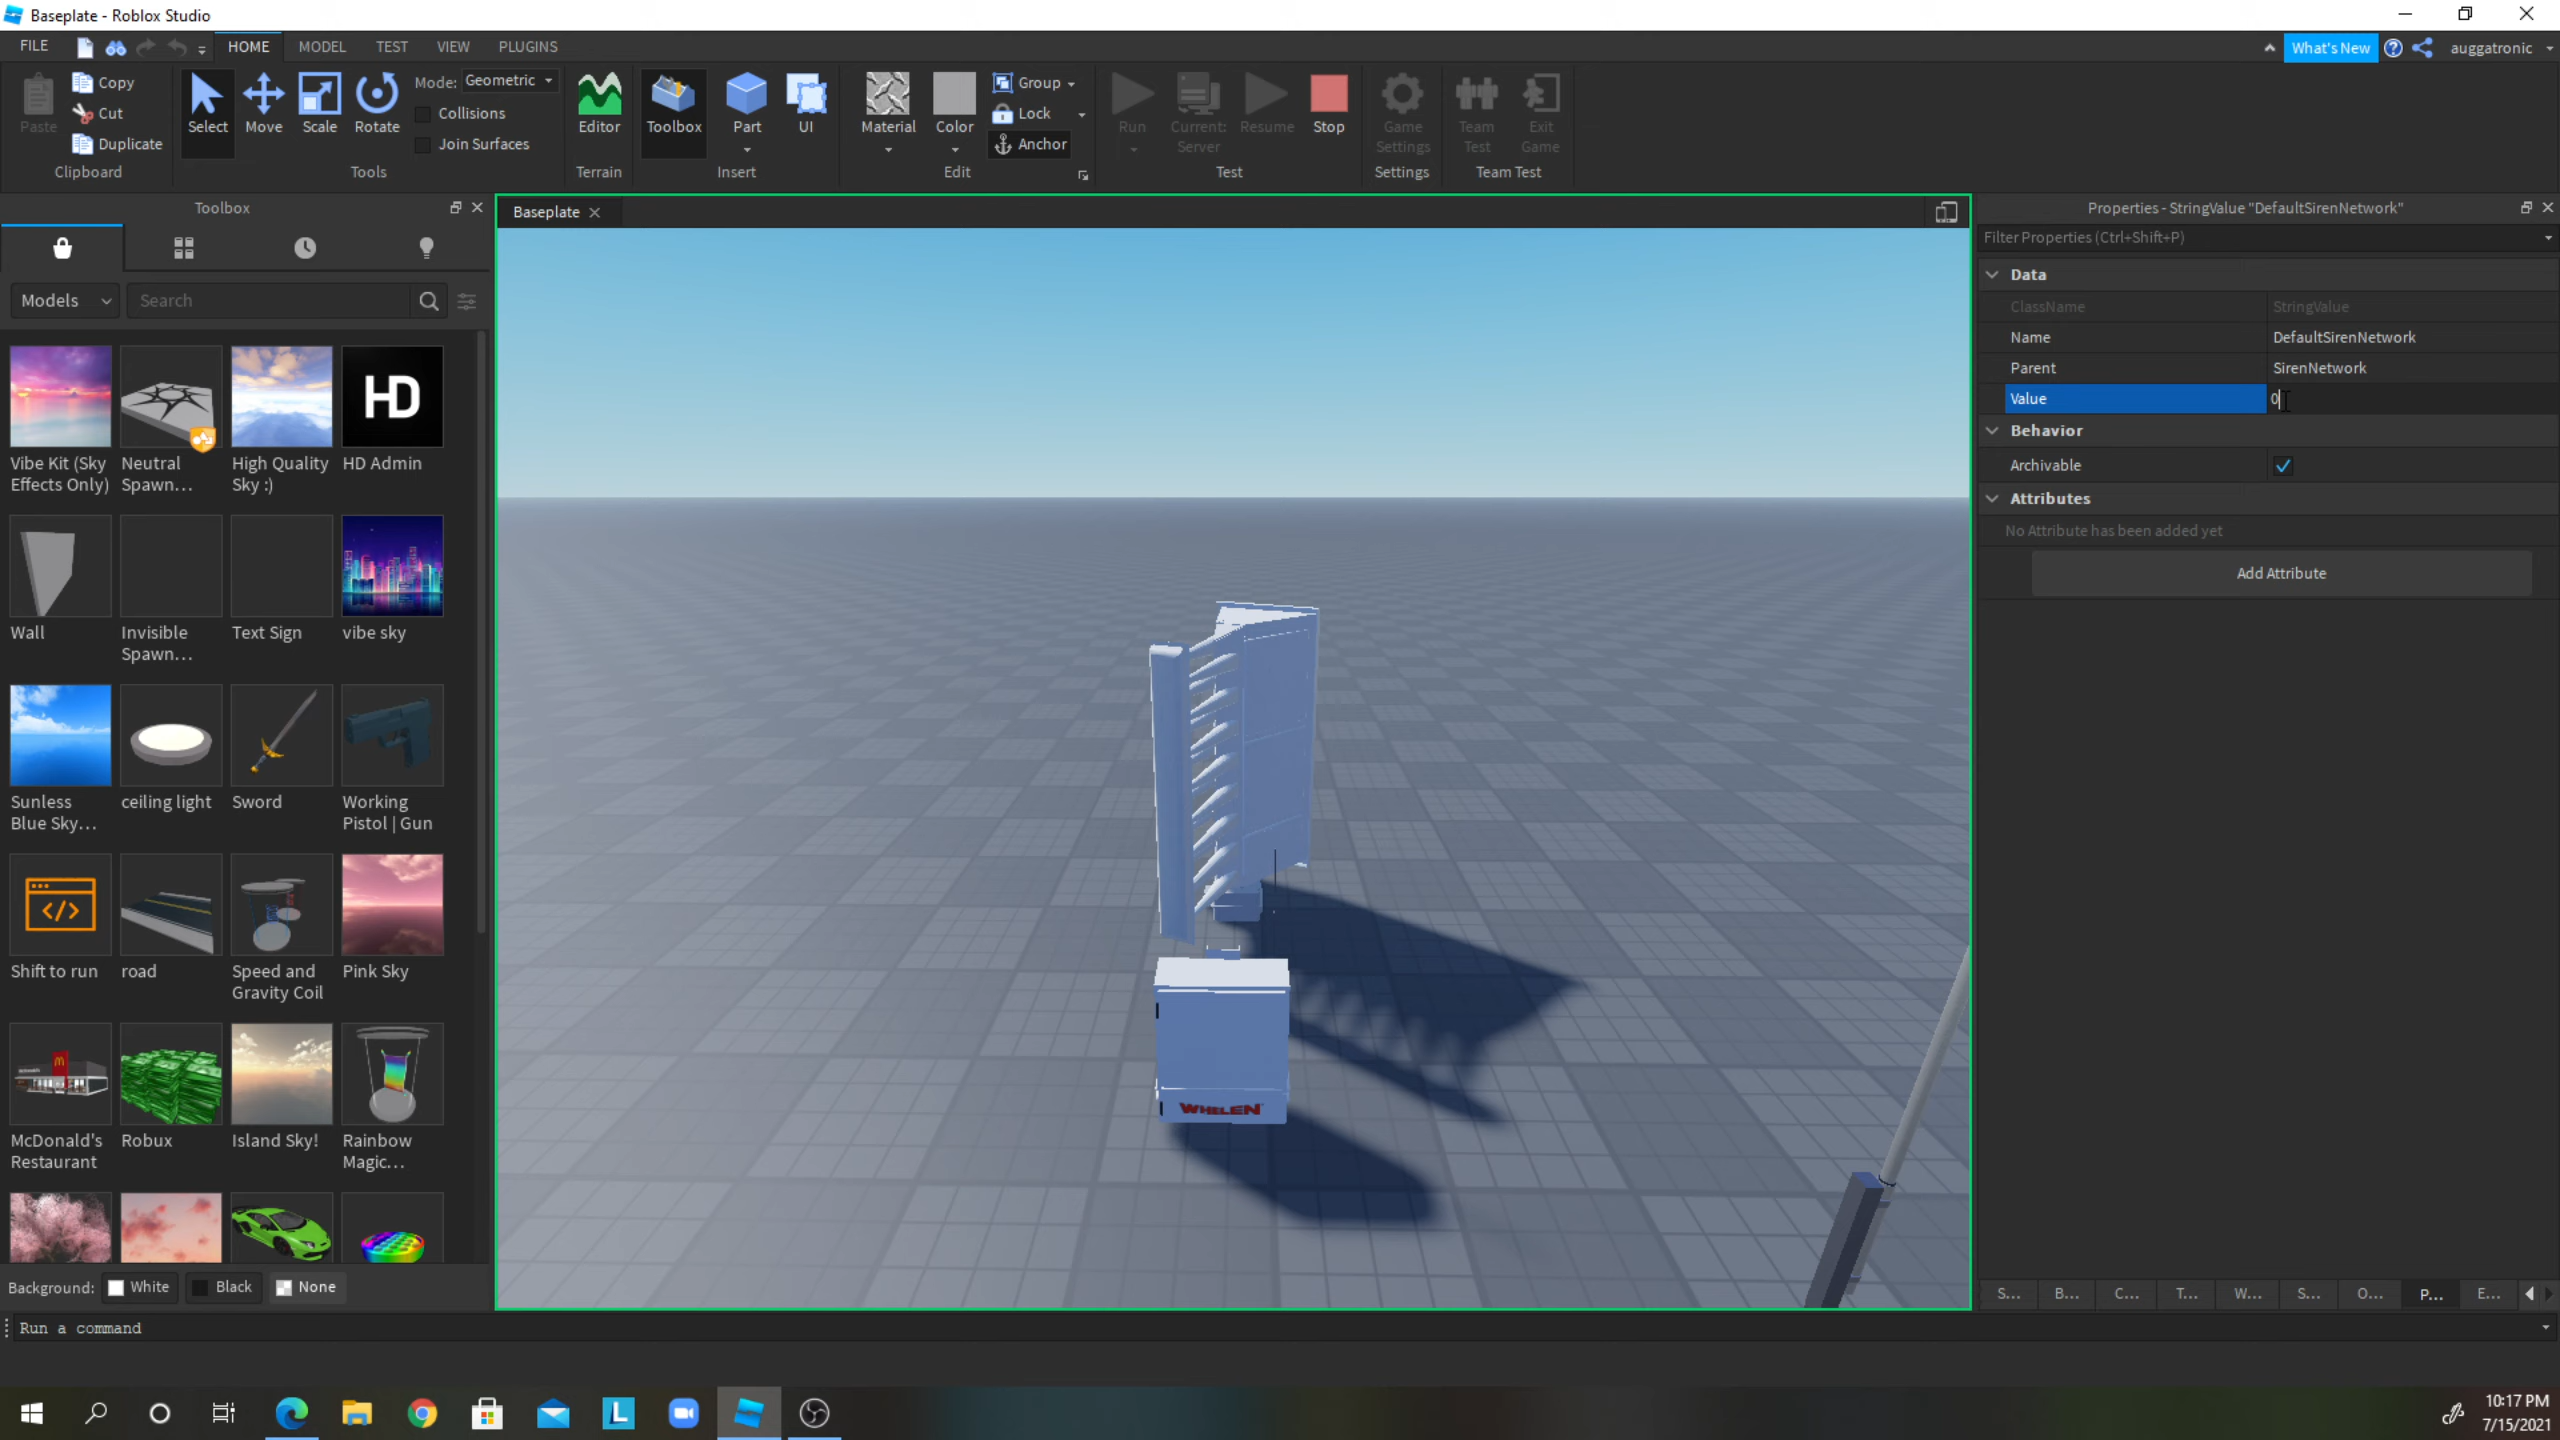 Baseplate - Roblox Studio
FILE
HOME
MODEL
TEST
VIEW
PLUGINS
What's New
auggatronic
Paste
Copy
Cut
Duplicate
Clipboard
Select
Move
Scale
Rotate
Mode: Geometric
Collisions
Join Surfaces
Tools
Editor
Terrain
Toolbox
Part
UI
Insert
Material
Color
Group
Lock
Anchor
Edit
Run
Current:
Server
Resume
Stop
Test
Game
Settings
Settings
Team
Test
Exit
Game
Team Test
Toolbox
Models
Search
HD
Vibe Kit (Sky
Effects Only)
Neutral
Spawn...
High Quality
Sky :)
HD Admin
Wall
Invisible
Spawn...
Text Sign
vibe sky
Sunless
Blue Sky...
ceiling light
Sword
Working
Pistol | Gun
Shift to run
road
Speed and
Gravity Coil
Pink Sky
McDonald's
Restaurant
Robux
Island Sky!
Rainbow
Magic...
Background:
White
Black
None
Baseplate
WHELEN
Properties - StringValue "DefaultSirenNetwork"
Filter Properties (Ctrl+Shift+P)
Data
ClassName StringValue
Name DefaultSirenNetwork
Parent SirenNetwork
Value 0
Behavior
Archivable
Attributes
No Attribute has been added yet
Add Attribute
S... B... C... T... W... S... O... P... E...
Run a command
10:17 PM
7/15/2021